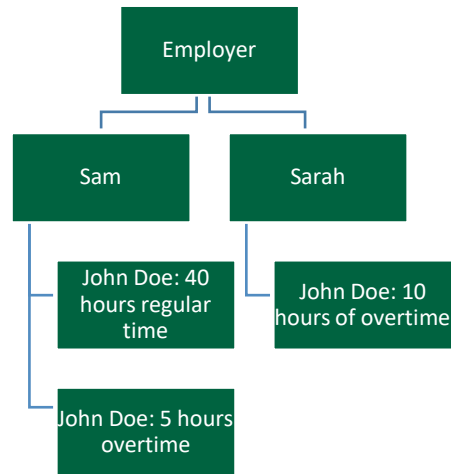 Employer
Sam
Sarah
John Doe: 40
hours regular
time
John Doe: 10
hours of overtime
John Doe: 5 hours
overtime